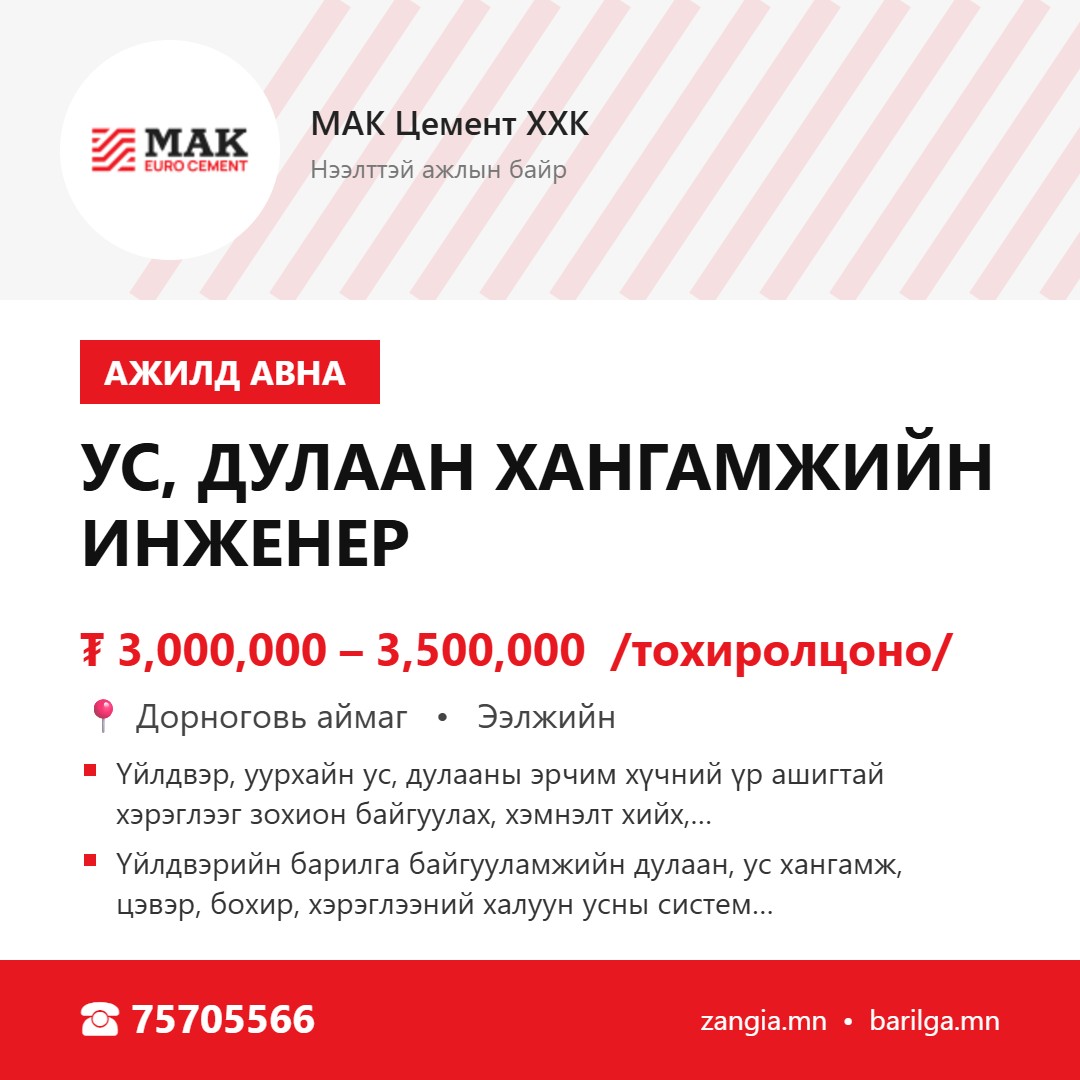 МАК
EURO CEMENT
МАК Цемент ХХК
Нээлттэй ажлын байр
АЖИЛД АВНА
УС, ДУЛААН ХАНГАМЖИЙН
ИНЖЕНЕР
₮ 3,000,000 – 3,500,000 /тохиролцоно/
📍 Дорноговь аймаг • Ээлжийн
Үйлдвэр, уурхайн ус, дулааны эрчим хүчний үр ашигтай
хэрэглээг зохион байгуулах, хэмнэлт хийх,...
Үйлдвэрийн барилга байгууламжийн дулаан, ус хангамж,
цэвэр, бохир, хэрэглээний халуун усны систем...
☎ 75705566
zangia.mn • barilga.mn